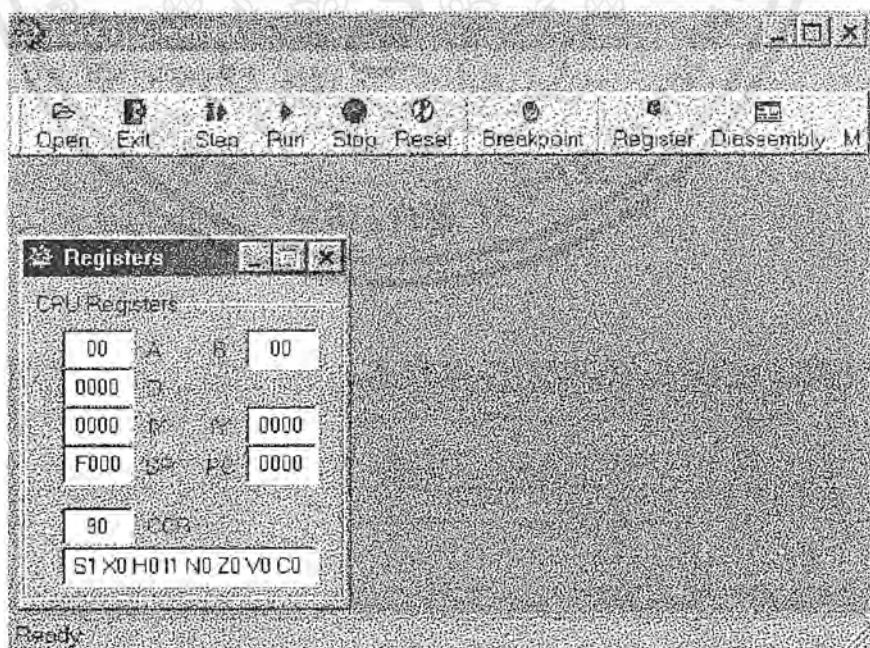 Open Exit Step Run Stop Reset Breakpoint Register Diassembly M
Registers
CPU Registers
00 A B 00
0000 D
0000 0000
F000 SP PC 0000
90 CCR
S1 X0 H0 I1 N0 Z0 V0 C0
Ready